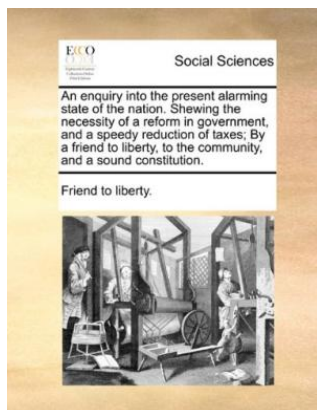 ECCO
Social Sciences
An enquiry into the present alarming
state of the nation. Shewing the
necessity of a reform in government,
and a speedy reduction of taxes; By
a friend to liberty, to the community,
and a sound constitution.
Friend to liberty.